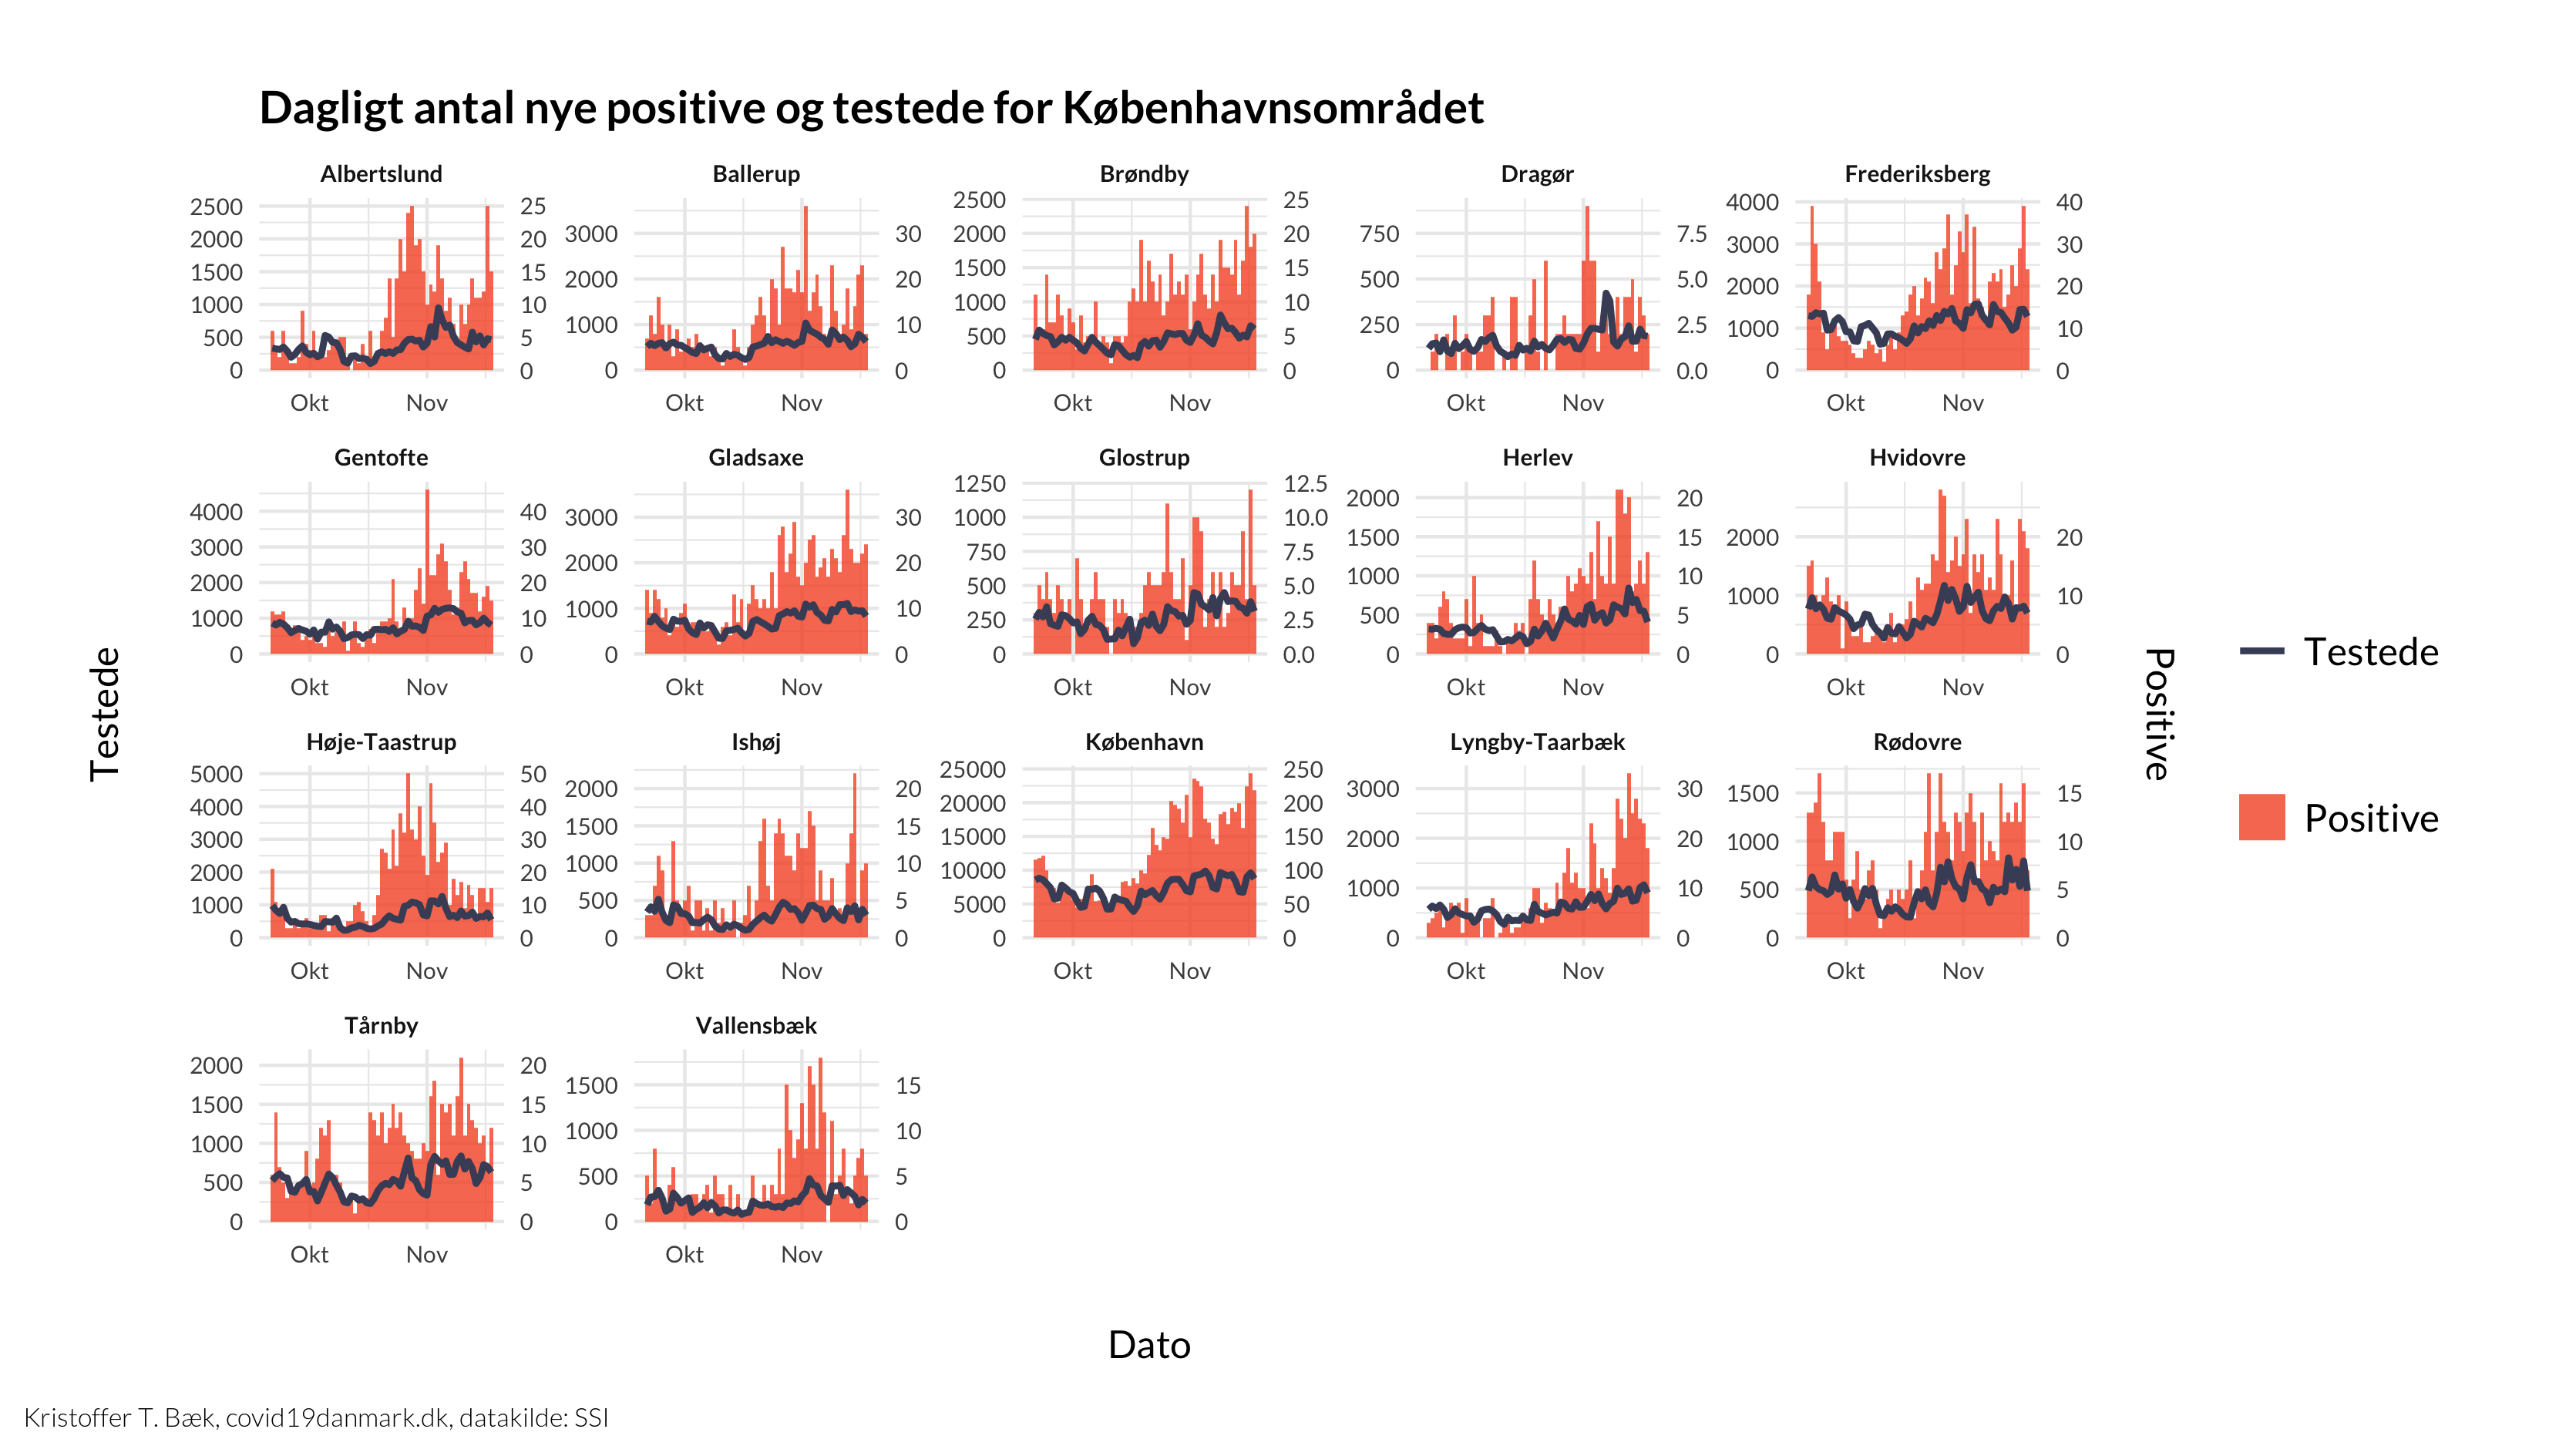 Dagligt antal nye positive og testede for Københavnsområdet
Albertslund Ballerup Brøndby Dragør Frederiksberg
2500 2000 1500 1000 500 0
25 20 15 10 5 0
3000 2000 1000 0
30 20 10 0
2500 2000 1500 1000 500 0
25 20 15 10 5 0
750 500 250 0
7.5 5.0 2.5 0.0
4000 3000 2000 1000 0
40 30 20 10 0
Okt Nov Okt Nov Okt Nov Okt Nov Okt Nov
Gentofte Gladsaxe Glostrup Herlev Hvidovre
4000 3000 2000 1000 0
40 30 20 10 0
3000 2000 1000 0
30 20 10 0
1250 1000 750 500 250 0
12.5 10.0 7.5 5.0 2.5 0.0
2000 1500 1000 500 0
20 15 10 5 0
2000 1000 0
20 10 0
Okt Nov Okt Nov Okt Nov Okt Nov Okt Nov
Høje-Taastrup Ishøj København Lyngby-Taarbæk Rødovre
5000 4000 3000 2000 1000 0
50 40 30 20 10 0
2000 1500 1000 500 0
20 15 10 5 0
25000 20000 15000 10000 5000 0
250 200 150 100 50 0
3000 2000 1000 0
30 20 10 0
1500 1000 500 0
15 10 5 0
Okt Nov Okt Nov Okt Nov Okt Nov Okt Nov
Tårnby Vallensbæk
2000 1500 1000 500 0
20 15 10 5 0
1500 1000 500 0
15 10 5 0
Okt Nov Okt Nov
Testede
Positive
Testede
Positive
Dato
Kristoffer T. Bæk, covid19danmark.dk, datakilde: SSI